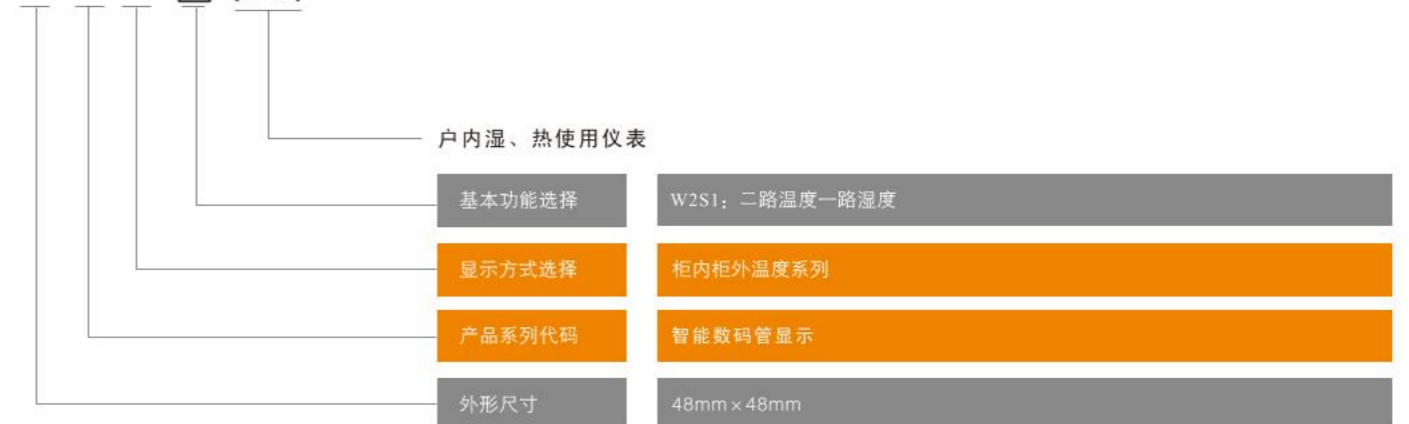 户内湿、热使用仪表
基本功能选择 W2S1：二路温度一路湿度
显示方式选择 柜内柜外温度系列
产品系列代码 智能数码管显示
外形尺寸 48mm×48mm